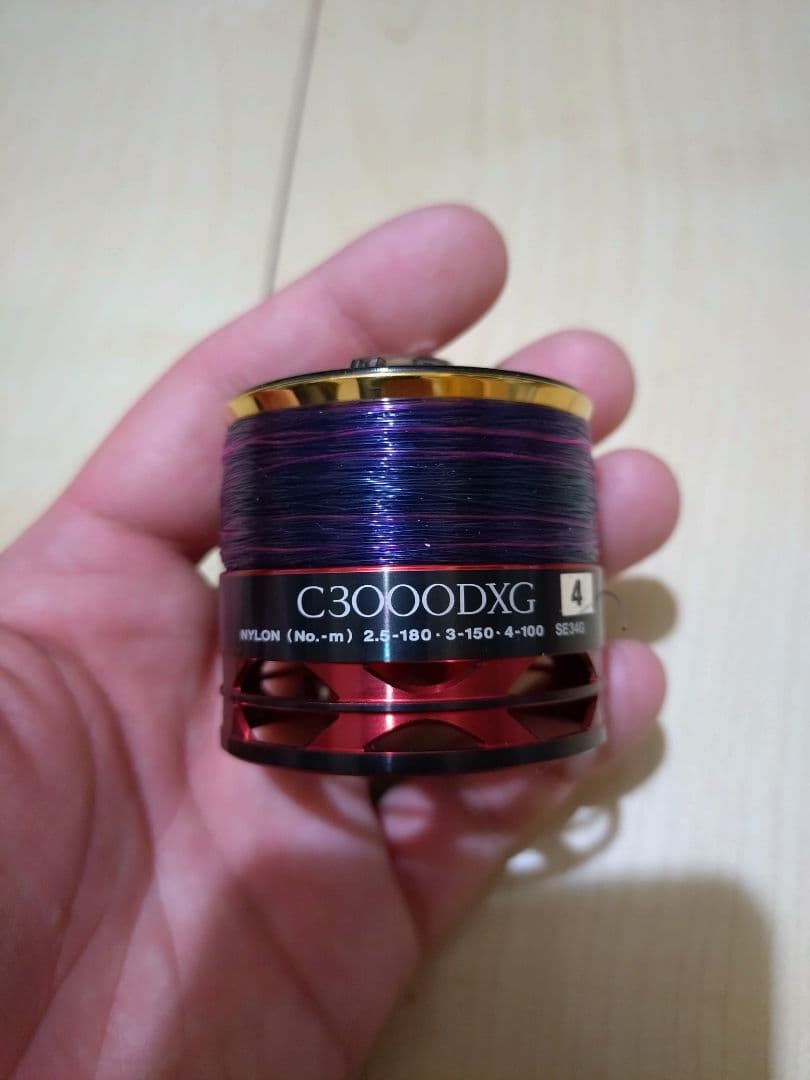 C3000DXG 4
NYLON (No.-m) 2.5-180・3-150・4-100 SE34G